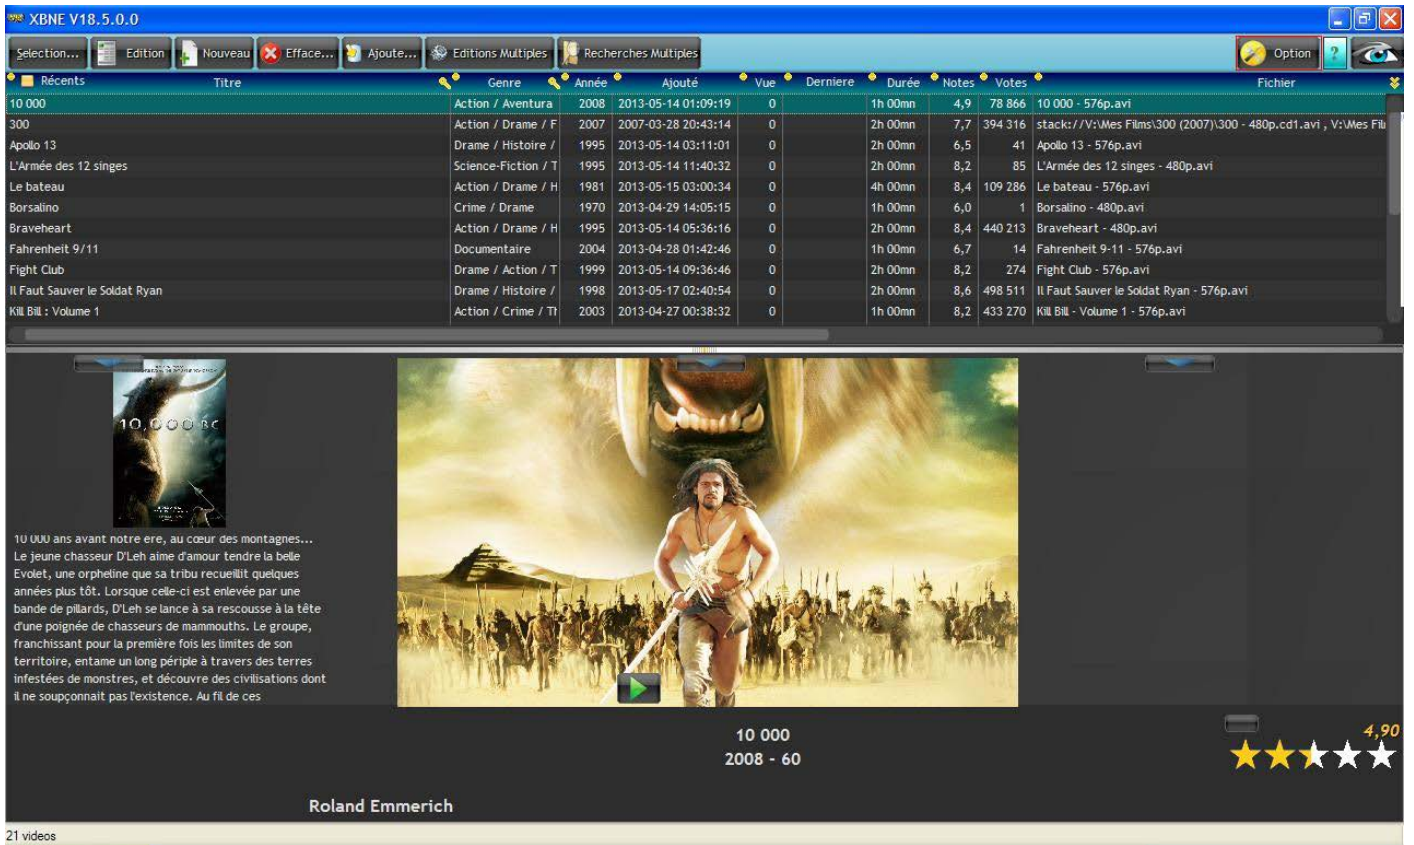 XBNE V18.5.0.0
Selection... Edition Nouveau Efface... Ajoute... Editions Multiples Recherches Multiples Option ?
Récents Titre Genre Année Ajouté Vue Derniere Durée Notes Votes Fichier
10 000 Action / Aventura 2008 2013-05-14 01:09:19 0 1h 00mn 4,9 78 866 10 000 - 576p.avi
300 Action / Drame / F 2007 2007-03-28 20:43:14 0 2h 00mn 7,7 394 316 stack://V:\Mes Films\300 (2007)\300 - 480p.cd1.avi , V:\Mes Fil
Apollo 13 Drame / Histoire / 1995 2013-05-14 03:11:01 0 2h 00mn 6,5 41 Apollo 13 - 576p.avi
L'Armée des 12 singes Science-Fiction / T 1995 2013-05-14 11:40:32 0 2h 00mn 8,2 85 L'Armée des 12 singes - 480p.avi
Le bateau Action / Drame / H 1981 2013-05-15 03:00:34 0 4h 00mn 8,4 109 286 Le bateau - 576p.avi
Borsalino Crime / Drame 1970 2013-04-29 14:05:15 0 1h 00mn 6,0 1 Borsalino - 480p.avi
Braveheart Action / Drame / H 1995 2013-05-14 05:36:16 0 2h 00mn 8,4 440 213 Braveheart - 480p.avi
Fahrenheit 9/11 Documentaire 2004 2013-04-28 01:42:46 0 1h 00mn 6,7 14 Fahrenheit 9-11 - 576p.avi
Fight Club Drame / Action / T 1999 2013-05-14 09:36:46 0 2h 00mn 8,2 274 Fight Club - 576p.avi
Il Faut Sauver le Soldat Ryan Drame / Histoire / 1998 2013-05-17 02:40:54 0 2h 00mn 8,6 498 511 Il Faut Sauver le Soldat Ryan - 576p.avi
Kill Bill : Volume 1 Action / Crime / Th 2003 2013-04-27 00:38:32 0 1h 00mn 8,2 433 270 Kill Bill - Volume 1 - 576p.avi
10,000 BC
10 000 ans avant notre ère, au cœur des montagnes...
Le jeune chasseur D'Leh aime d'amour tendre la belle
Evolet, une orpheline que sa tribu recueillit quelques
années plus tôt. Lorsque celle-ci est enlevée par une
bande de pillards, D'Leh se lance à sa rescousse à la tête
d'une poignée de chasseurs de mammouths. Le groupe,
franchissant pour la première fois les limites de son
territoire, entame un long périple à travers des terres
infestées de monstres, et découvre des civilisations dont
il ne soupçonnait pas l'existence. Au fil de ces
10 000
2008 - 60
4,90
Roland Emmerich
21 videos